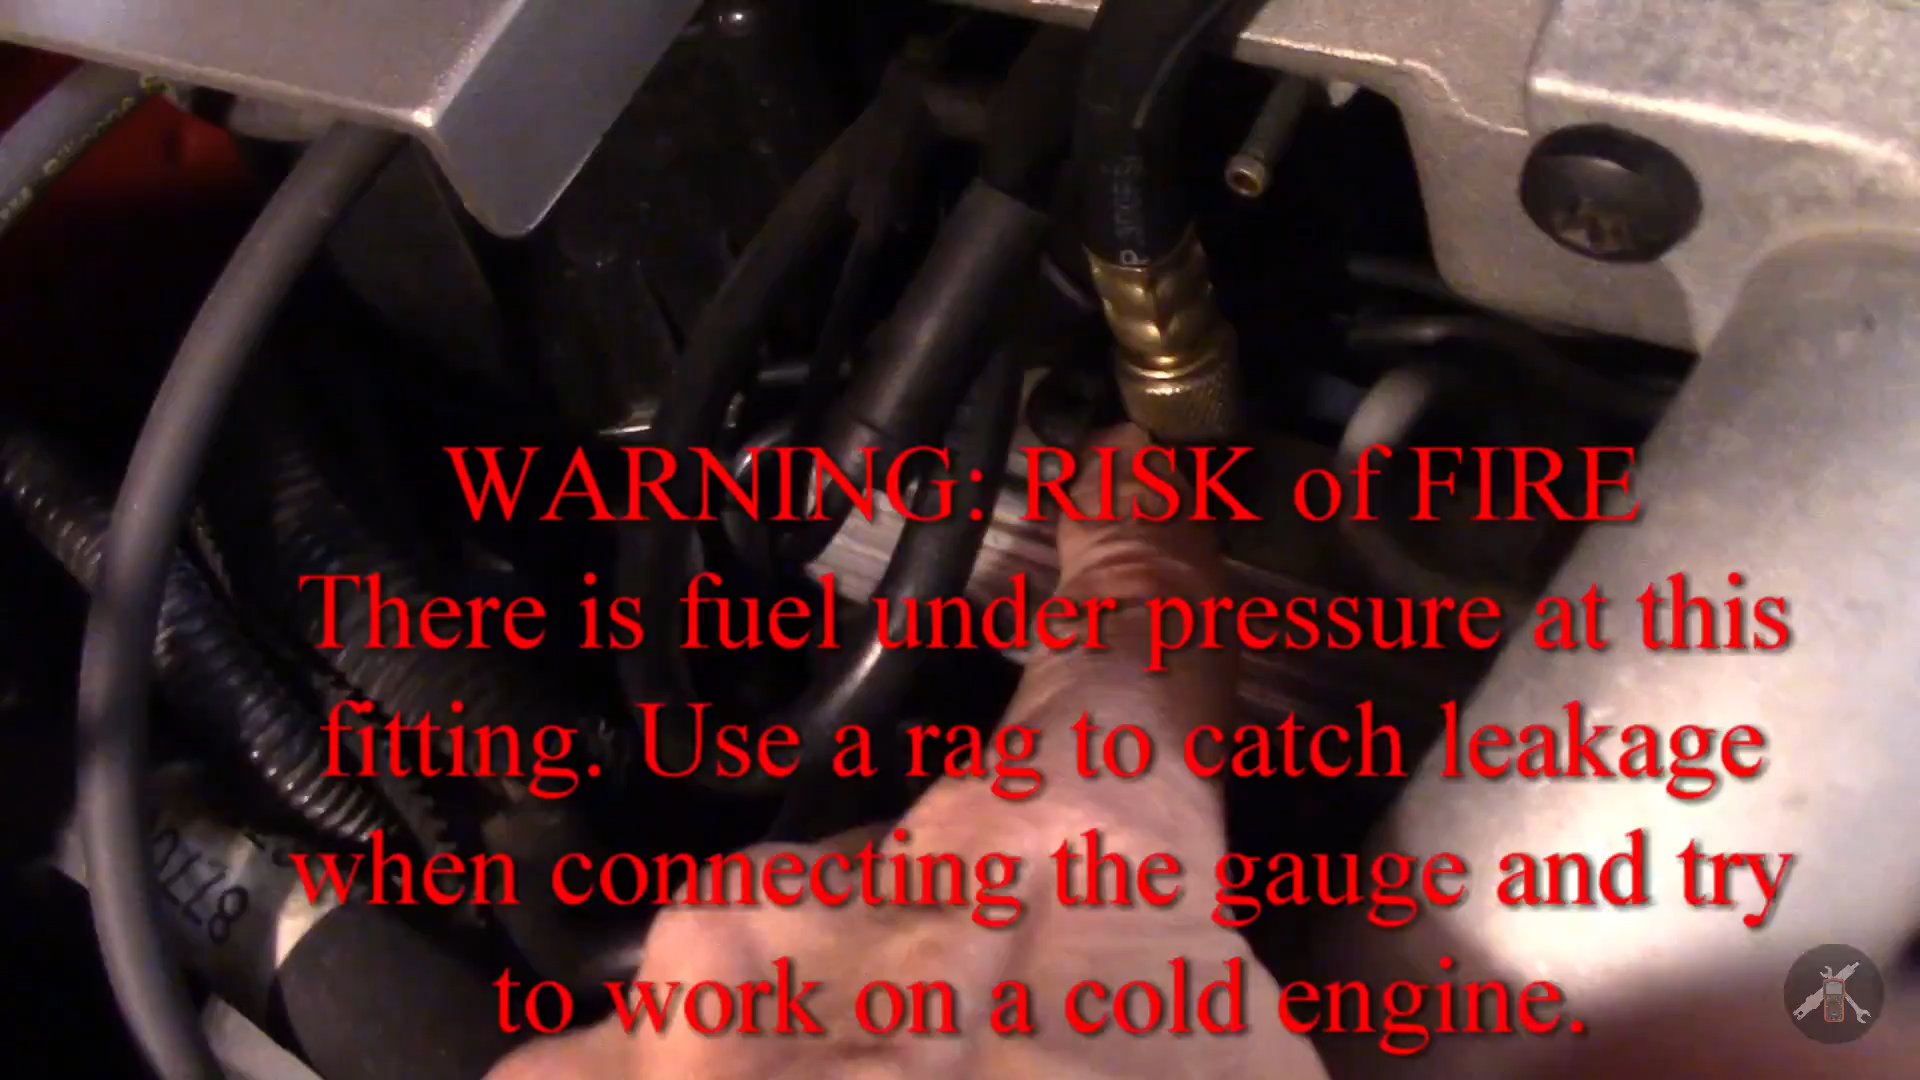 WARNING: RISK of FIRE
There is fuel under pressure at this
fitting. Use a rag to catch leakage
when connecting the gauge and try
to work on a cold engine.